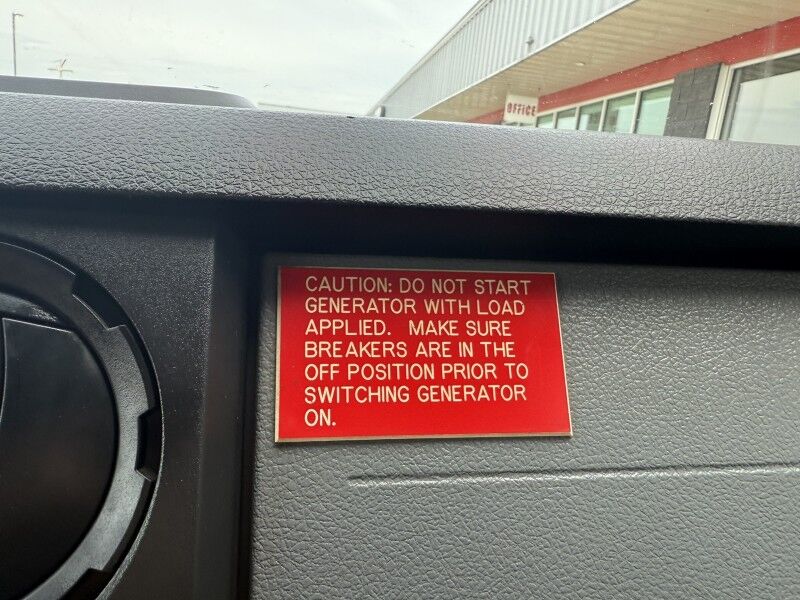 OFFICE
CAUTION: DO NOT START
GENERATOR WITH LOAD
APPLIED. MAKE SURE
BREAKERS ARE IN THE
OFF POSITION PRIOR TO
SWITCHING GENERATOR
ON.